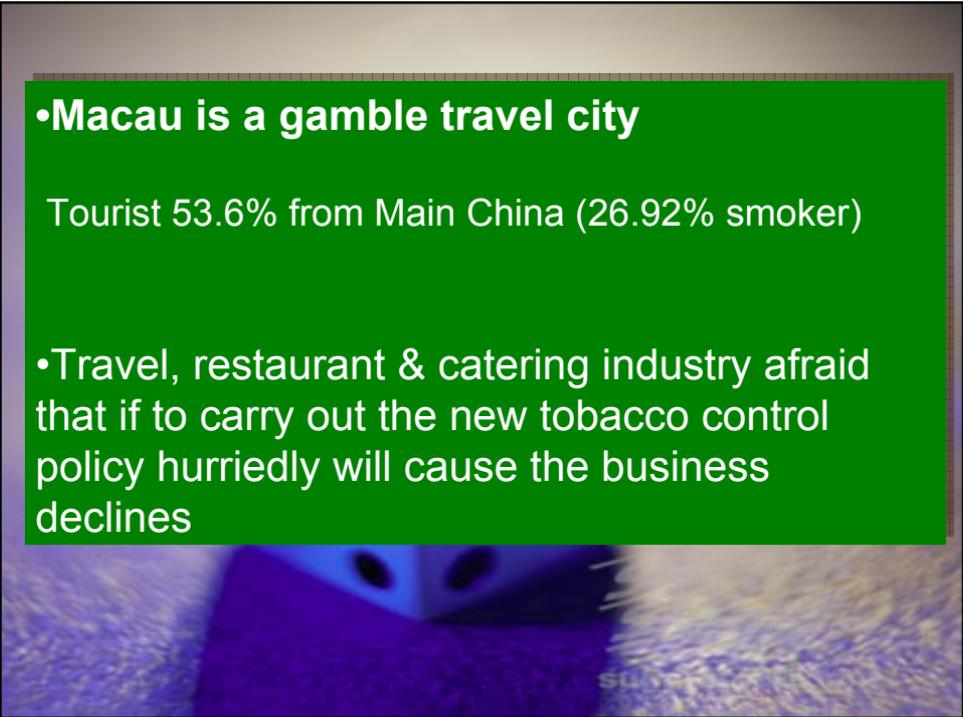 •Macau is a gamble travel city
Tourist 53.6% from Main China (26.92% smoker)
•Travel, restaurant & catering industry afraid
that if to carry out the new tobacco control
policy hurriedly will cause the business
declines